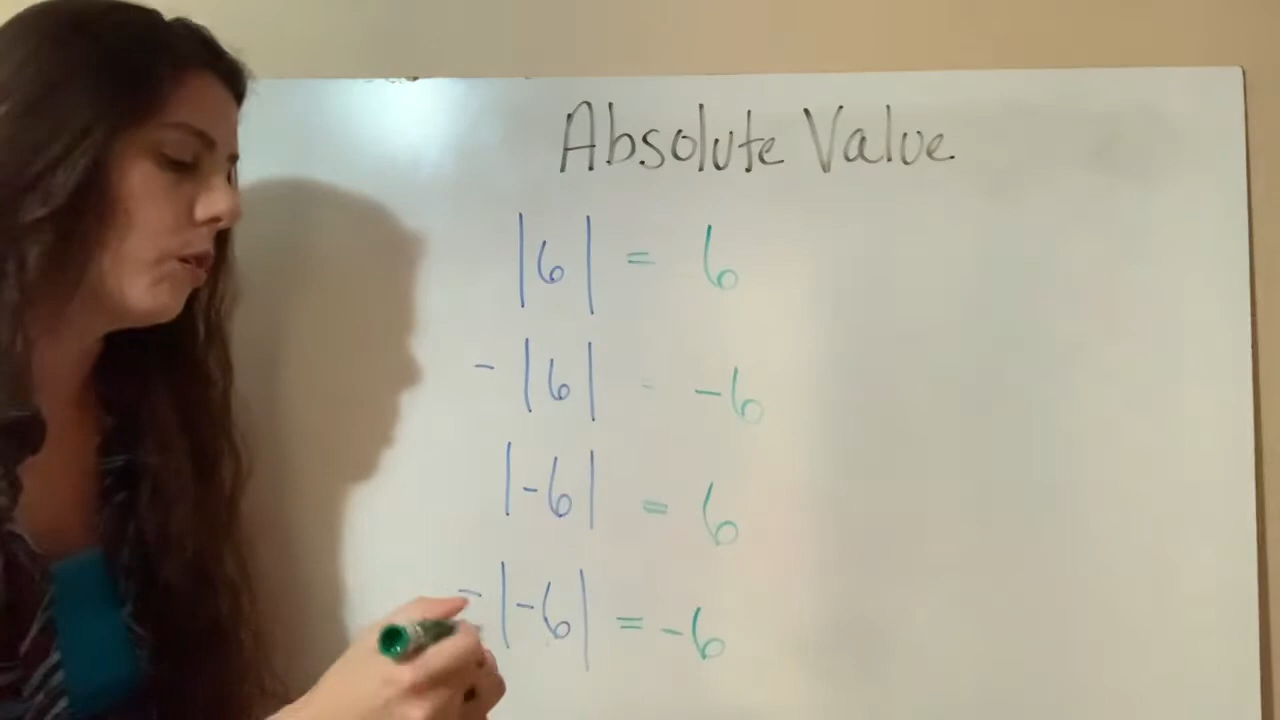 Absolute Value
|6| = 6
-|6| = -6
|-6| = 6
-|-6| = -6